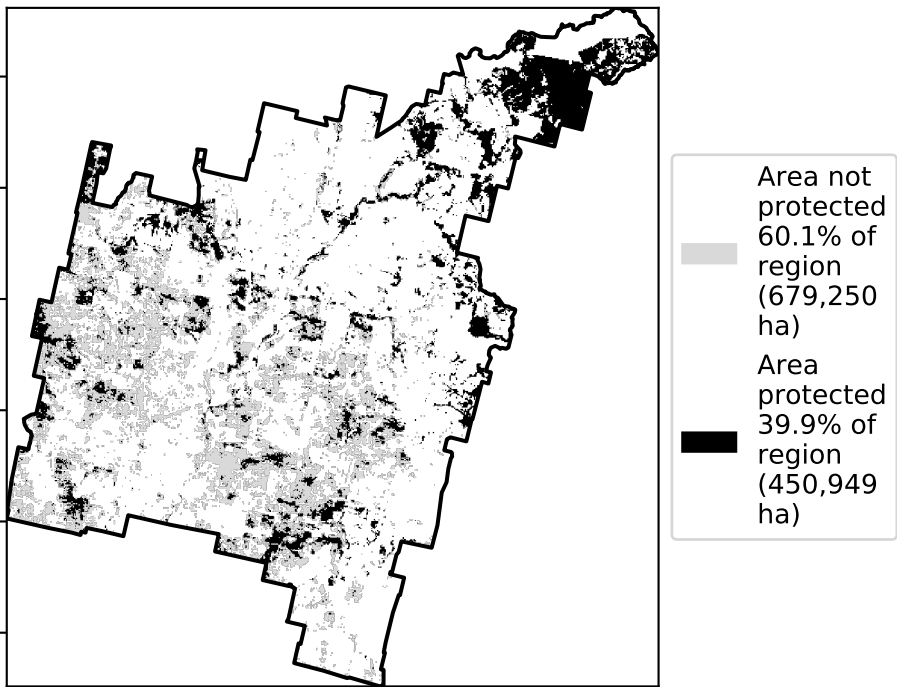 Area not
protected
60.1% of
region
(679,250
ha)
Area
protected
39.9% of
region
(450,949
ha)